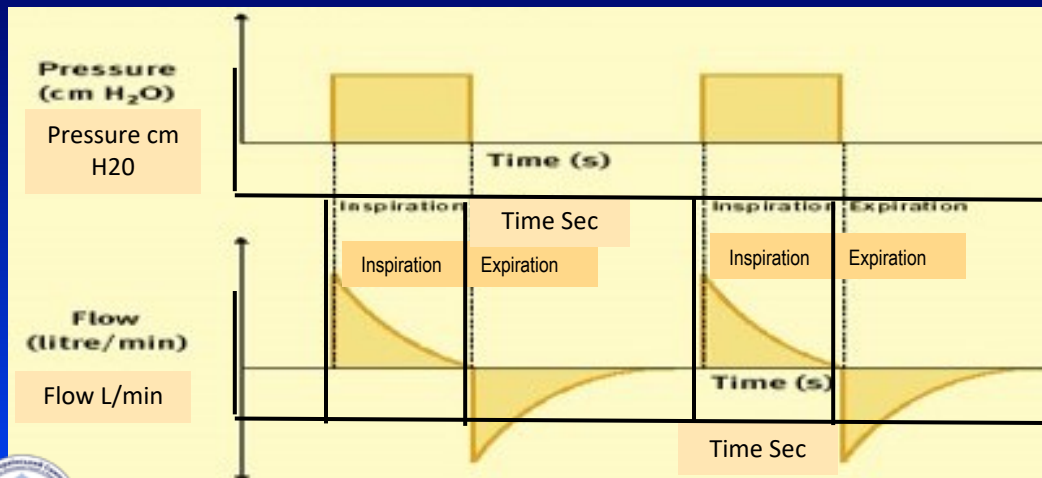 Pressure
(cm H₂O)
Pressure cm
H20
Time (s)
Inspiration
Time Sec
Inspiration
Expiration
Inspiration
Expiration
Inspiration
Expiration
Flow
(litre/min)
Flow L/min
Time (s)
Time Sec